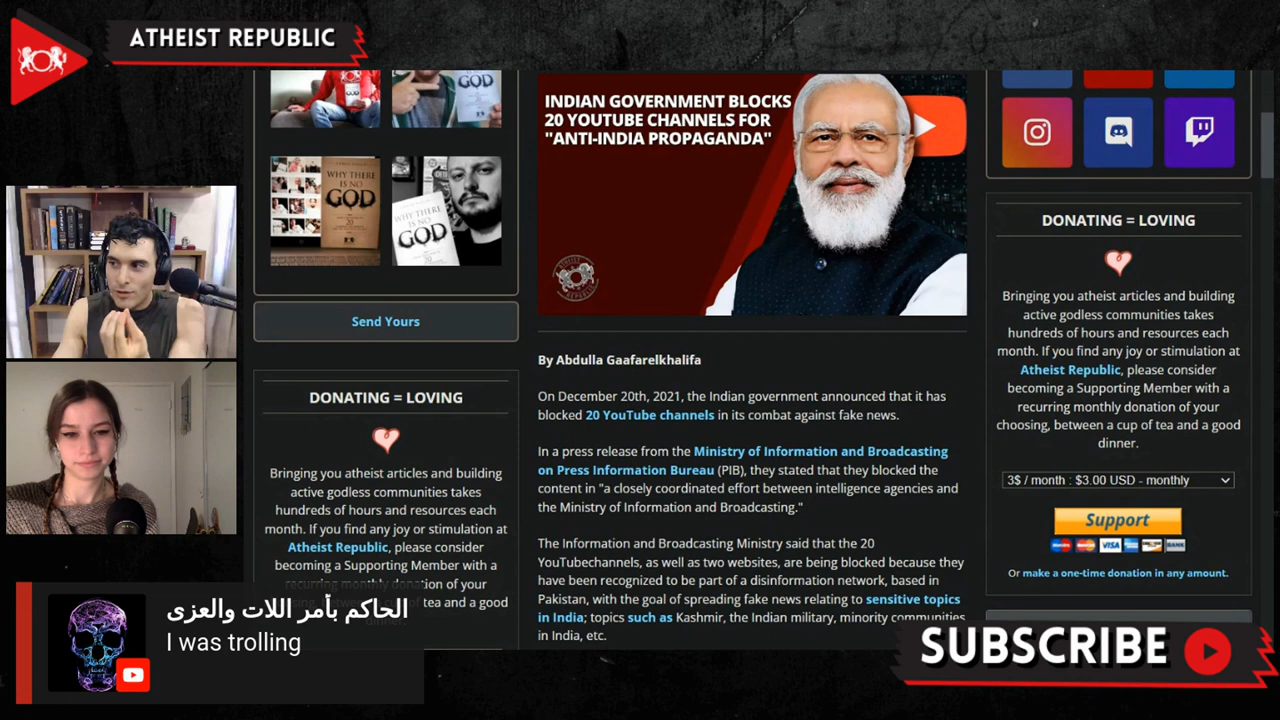 ATHEIST REPUBLIC
WHY THERE IS NO
GOD
WHY THERE IS NO
GOD
20
Send Yours
DONATING = LOVING
Bringing you atheist articles and building
active godless communities takes
hundreds of hours and resources each
month. If you find any joy or stimulation at
Atheist Republic, please consider
becoming a Supporting Member with a
recurring monthly donation of your
tea and a good
INDIAN GOVERNMENT BLOCKS
20 YOUTUBE CHANNELS FOR
"ANTI-INDIA PROPAGANDA"
By Abdulla Gaafarelkhalifa
On December 20th, 2021, the Indian government announced that it has
blocked 20 YouTube channels in its combat against fake news.
In a press release from the Ministry of Information and Broadcasting
on Press Information Bureau (PIB), they stated that they blocked the
content in "a closely coordinated effort between intelligence agencies and
the Ministry of Information and Broadcasting."
The Information and Broadcasting Ministry said that the 20
YouTubechannels, as well as two websites, are being blocked because they
have been recognized to be part of a disinformation network, based in
Pakistan, with the goal of spreading fake news relating to sensitive topics
in India; topics such as Kashmir, the Indian military, minority communities
in India, etc.
DONATING = LOVING
Bringing you atheist articles and building
active godless communities takes
hundreds of hours and resources each
month. If you find any joy or stimulation at
Atheist Republic, please consider
becoming a Supporting Member with a
recurring monthly donation of your
choosing, between a cup of tea and a good
dinner.
3$ / month : $3.00 USD - monthly
Support
VISA
BANK
Or make a one-time donation in any amount.
الحاكم بأمر اللات والعزى
I was trolling
SUBSCRIBE